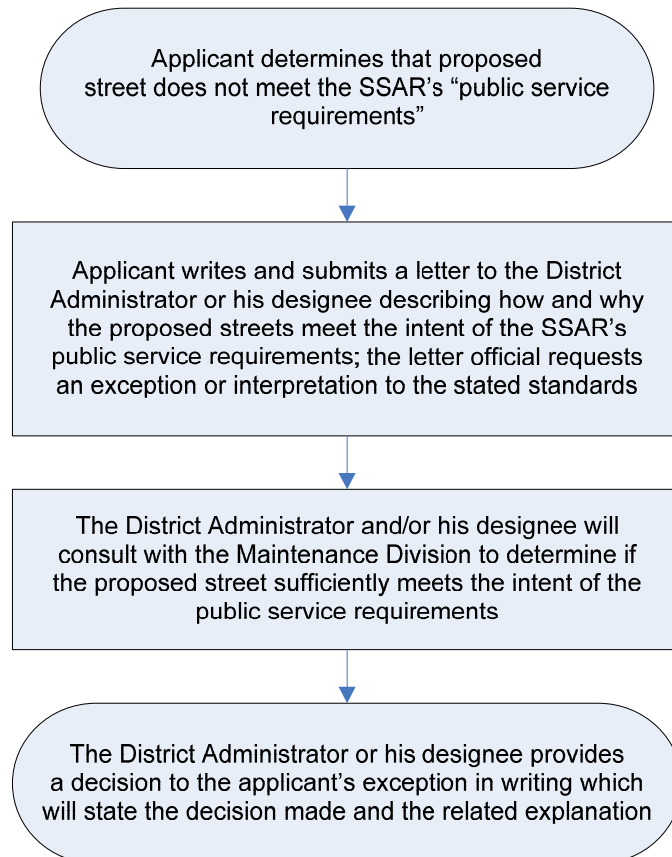 Applicant determines that proposed
street does not meet the SSAR’s “public service
requirements”
Applicant writes and submits a letter to the District
Administrator or his designee describing how and why
the proposed streets meet the intent of the SSAR’s
public service requirements; the letter official requests
an exception or interpretation to the stated standards
The District Administrator and/or his designee will
consult with the Maintenance Division to determine if
the proposed street sufficiently meets the intent of the
public service requirements
The District Administrator or his designee provides
a decision to the applicant’s exception in writing which
will state the decision made and the related explanation